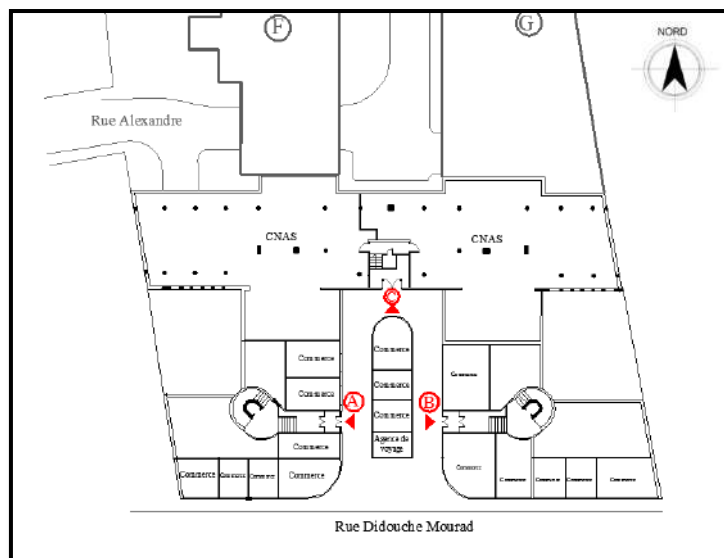 F
G
NORD
Rue Alexandre
CNAS
CNAS
C
Commerce
Commerce
Commerce
Commerce
Commerce
Commerce
A
B
Commerce
Commerce
Agence de
voyage
Commerce
Commerce
Commerce
Commerce
Commerce
Commerce
Commerce
Commerce
Commerce
Rue Didouche Mourad